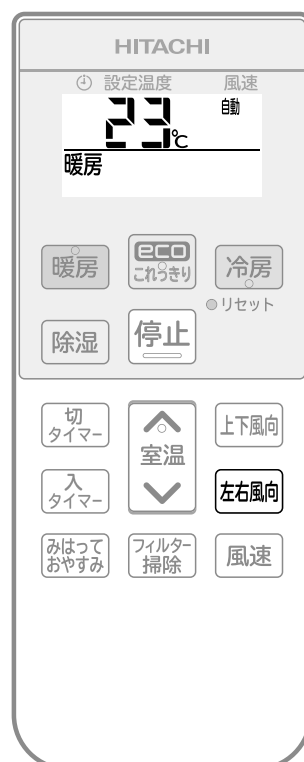 HITACHI
設定温度 風速
23℃ 自動
暖房
暖房 eco これっきり 冷房
リセット
除湿 停止
切タイマー 室温 上下風向
入タイマー 左右風向
みはっておやすみ フィルター掃除 風速